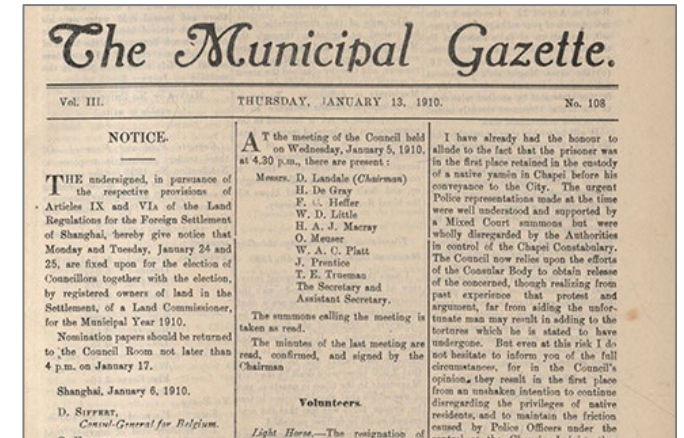 The Municipal Gazette.
Vol. III.
THURSDAY, JANUARY 13, 1910.
No. 108
NOTICE.
THE undersigned, in pursuance of
the respective provisions of
Articles IX and VIA of the Land
Regulations for the Foreign Settlement
of Shanghai, hereby give notice that
Monday and Tuesday, January 24 and
25, are fixed upon for the election of
Councillors together with the election,
by registered owners of land in the
Settlement, of a Land Commissioner,
for the Municipal Year 1910.
Nomination papers should be returned
to the Council Room not later than
4 p.m. on January 17.
Shanghai, January 6, 1910.
D. SIFFERT,
Consul-General for Belgium.
AT the meeting of the Council held
on Wednesday, January 5, 1910,
at 4.30 p.m., there are present :
Messrs. D. Landale (Chairman)
H. De Gray
F. Heffer
W. D. Little
H. A. J. Macray
O. Meuser
W. A. C. Platt
J. Prentice
T. E. Trueman
The Secretary and
Assistant Secretary.
The summons calling the meeting is
taken as read.
The minutes of the last meeting are
read, confirmed, and signed by the
Chairman
Volunteers.
Light Horse.—The resignation of
I have already had the honour to
allude to the fact that the prisoner was
in the first place retained in the custody
of a native yamên in Chapei before his
conveyance to the City. The urgent
Police representations made at the time
were well understood and supported by
a Mixed Court summons but were
wholly disregarded by the Authorities
in control of the Chapei Constabulary.
The Council now relies upon the efforts
of the Consular Body to obtain release
of the concerned, though realizing from
past experience that protest and
argument, far from aiding the unfor-
tunate man may result in adding to the
tortures which he is stated to have
undergone. But even at this risk I do
not hesitate to inform you of the full
circumstances, for in the Council's
opinion, they result in the first place
from an unshaken intention to continue
disregarding the privileges of native
residents, and to maintain the friction
caused by Police Officers under the